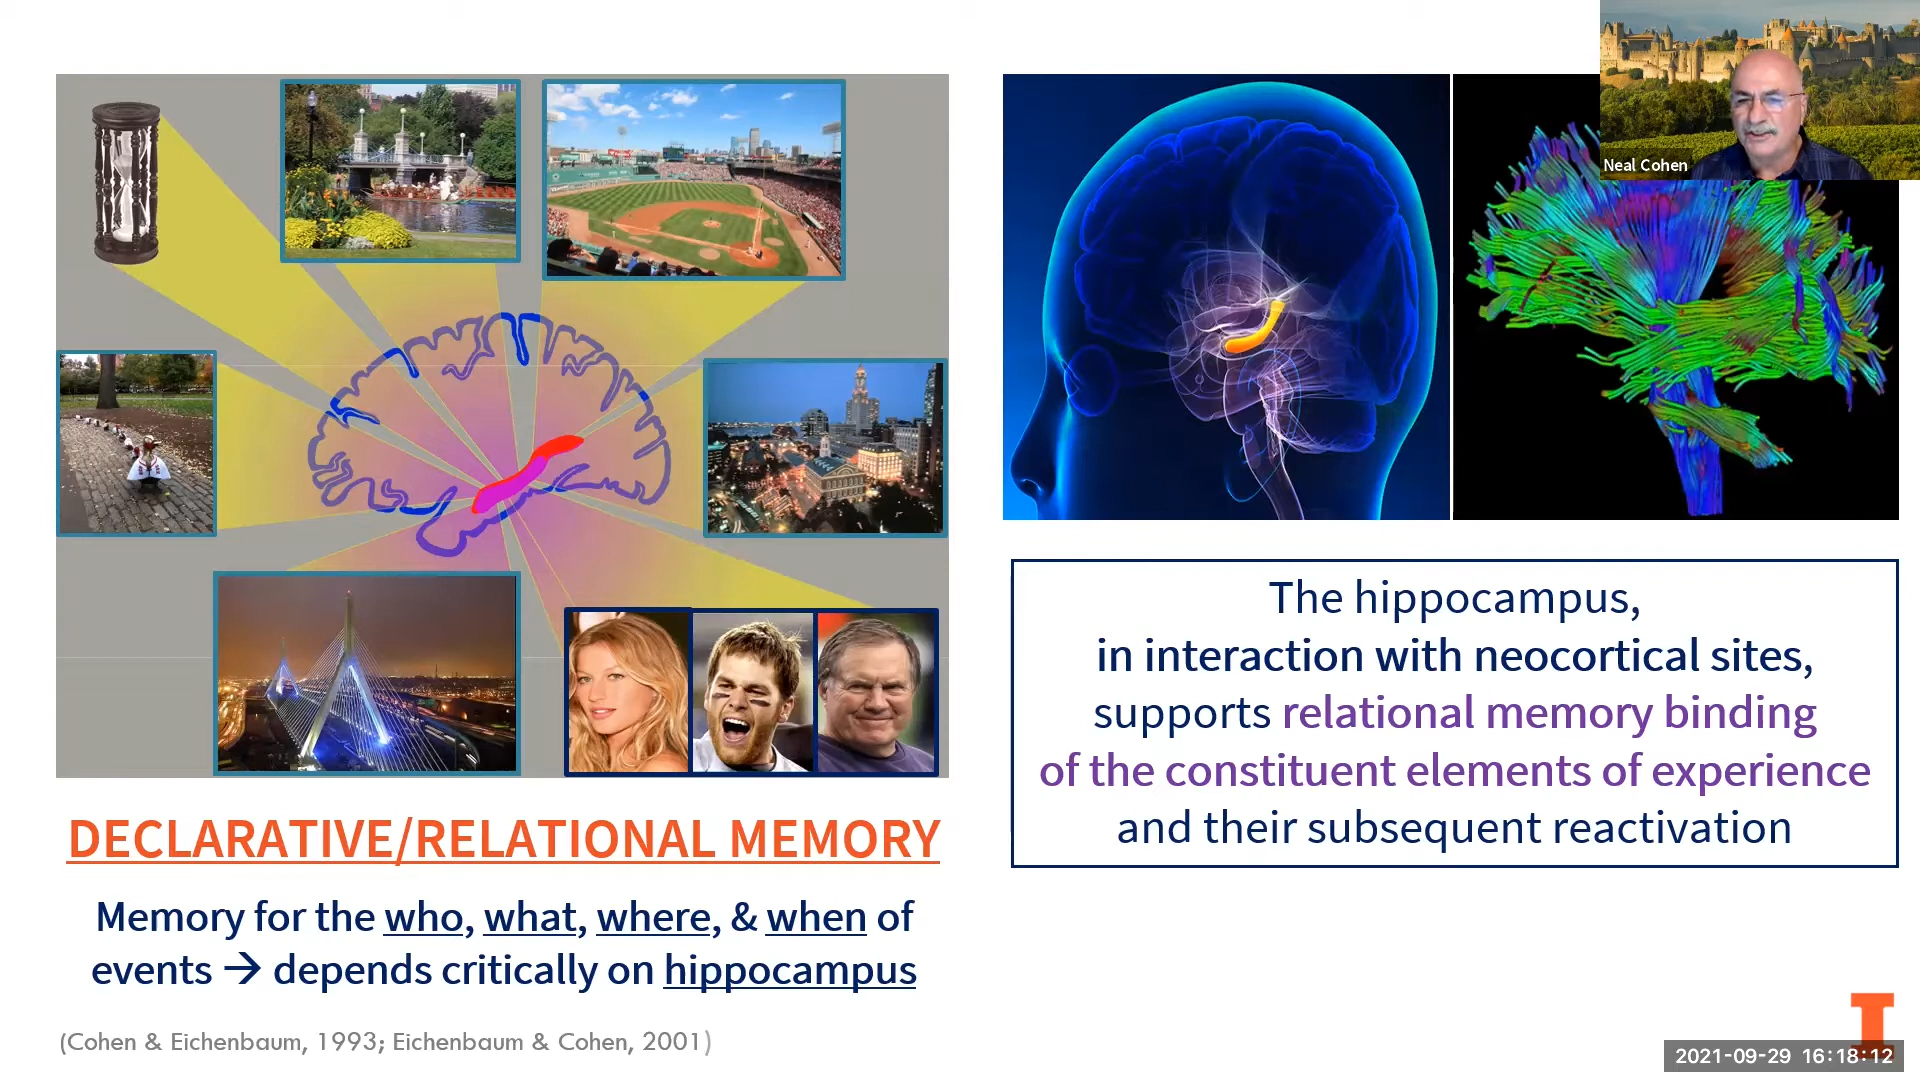 Neal Cohen
DECLARATIVE/RELATIONAL MEMORY
Memory for the who, what, where, & when of
events → depends critically on hippocampus
(Cohen & Eichenbaum, 1993; Eichenbaum & Cohen, 2001)
The hippocampus,
in interaction with neocortical sites,
supports relational memory binding
of the constituent elements of experience
and their subsequent reactivation
I
2021-09-29 16:18:12